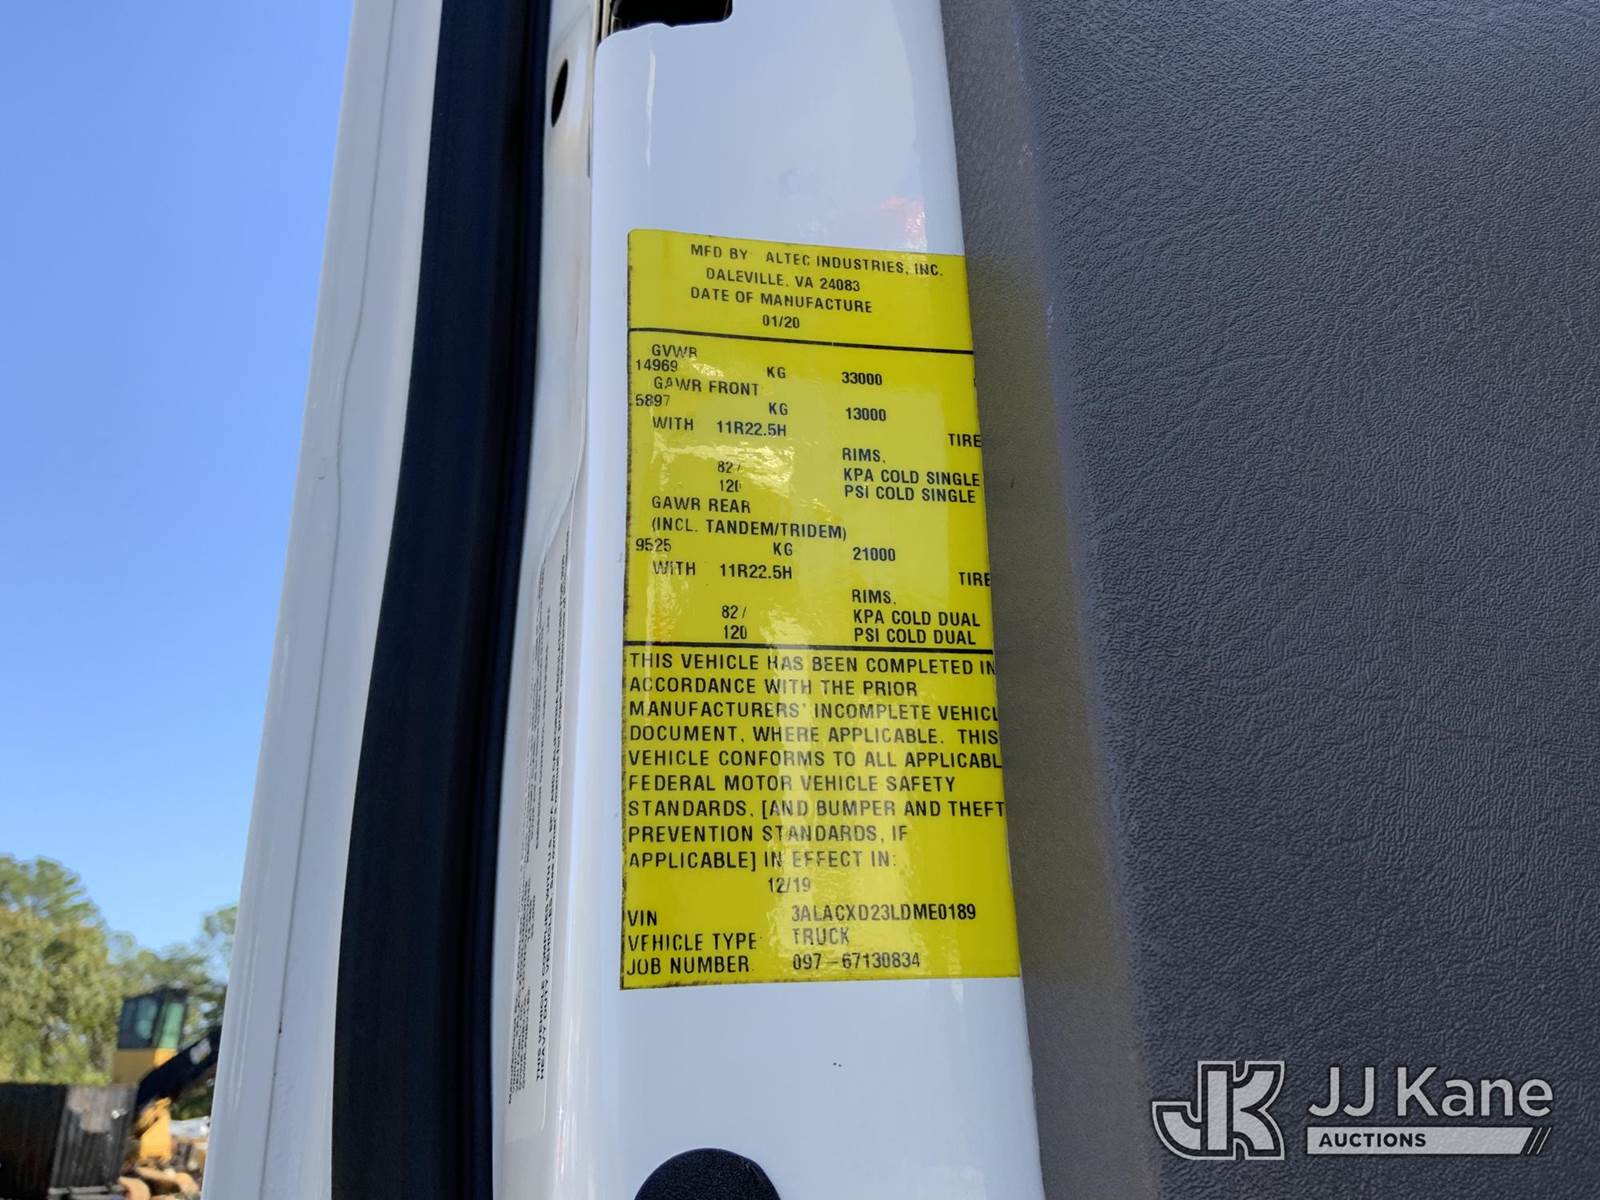 MFD BY: ALTEC INDUSTRIES, INC.
DALEVILLE, VA 24083
DATE OF MANUFACTURE
01/20
GVWR
14969 KG 33000
GAWR FRONT
5897 KG 13000
WITH 11R22.5H TIRE
RIMS,
82 / KPA COLD SINGLE
120 PSI COLD SINGLE
GAWR REAR
(INCL. TANDEM/TRIDEM)
9525 KG 21000
WITH 11R22.5H TIRE
RIMS,
82 / KPA COLD DUAL
120 PSI COLD DUAL
THIS VEHICLE HAS BEEN COMPLETED IN
ACCORDANCE WITH THE PRIOR
MANUFACTURERS' INCOMPLETE VEHICL
DOCUMENT, WHERE APPLICABLE. THIS
VEHICLE CONFORMS TO ALL APPLICABL
FEDERAL MOTOR VEHICLE SAFETY
STANDARDS, [AND BUMPER AND THEFT
PREVENTION STANDARDS, IF
APPLICABLE] IN EFFECT IN:
12/19
VIN 3ALACXD23LDME0189
VEHICLE TYPE TRUCK
JOB NUMBER 097-67130834
JK JJ Kane
AUCTIONS